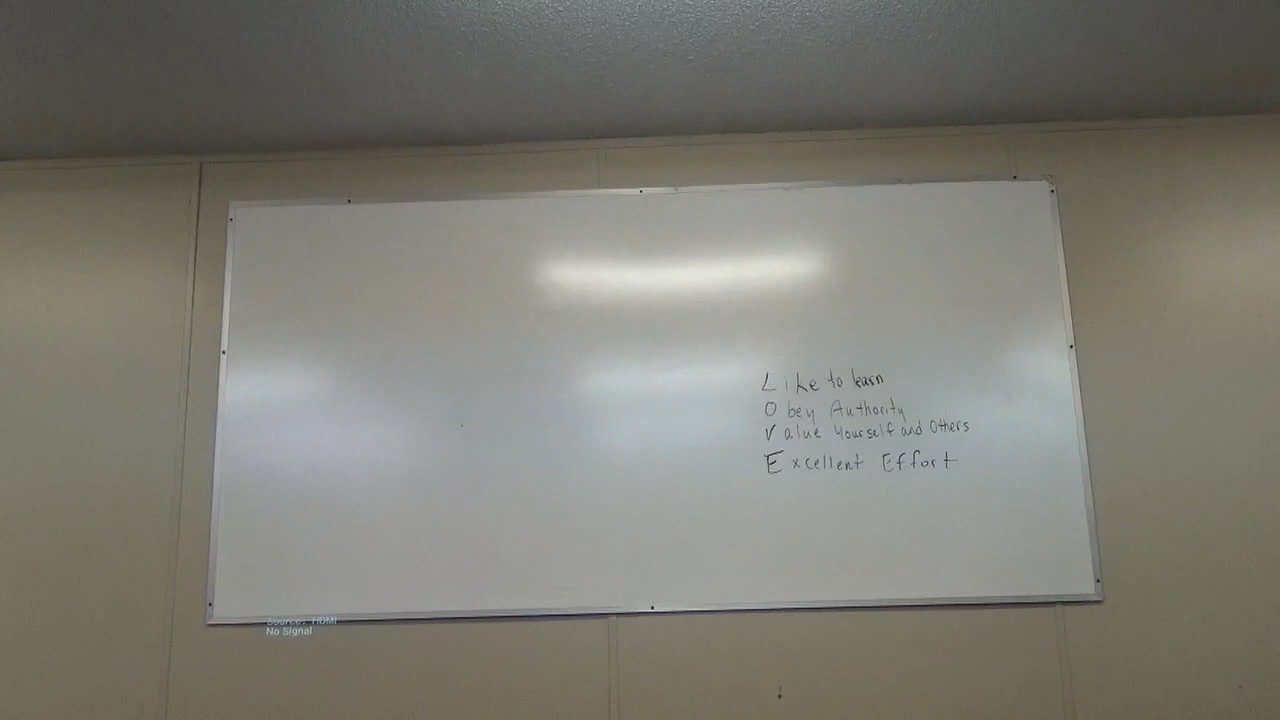 Like to learn
Obey Authority
Value Yourself and Others
Excellent Effort
Source: HDMI
No Signal